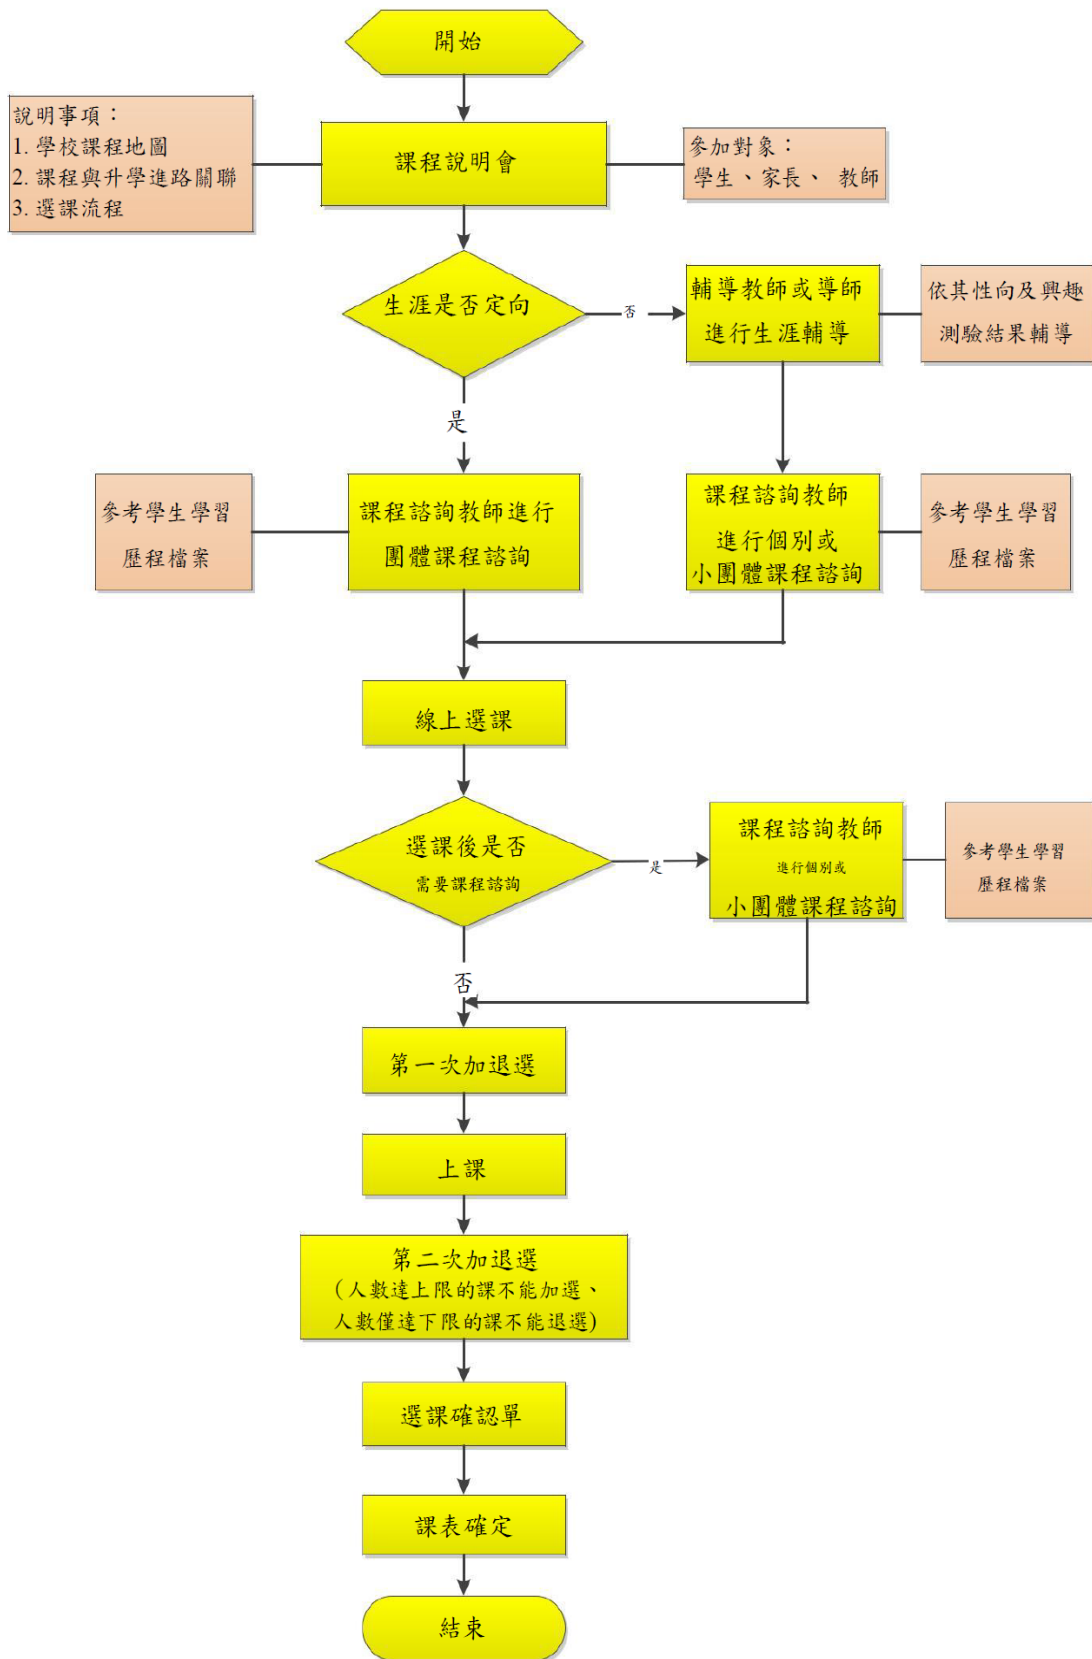 開始
說明事項：
1. 學校課程地圖
2. 課程與升學進路關聯
3. 選課流程
課程說明會
參加對象：
學生、家長、 教師
生涯是否定向
否
輔導教師或導師
進行生涯輔導
依其性向及興趣
測驗結果輔導
是
參考學生學習
歷程檔案
課程諮詢教師進行
團體課程諮詢
課程諮詢教師
進行個別或
小團體課程諮詢
參考學生學習
歷程檔案
線上選課
選課後是否
需要課程諮詢
是
課程諮詢教師
進行個別或
小團體課程諮詢
參考學生學習
歷程檔案
否
第一次加退選
上課
第二次加退選
（人數達上限的課不能加選、
人數僅達下限的課不能退選)
選課確認單
課表確定
結束